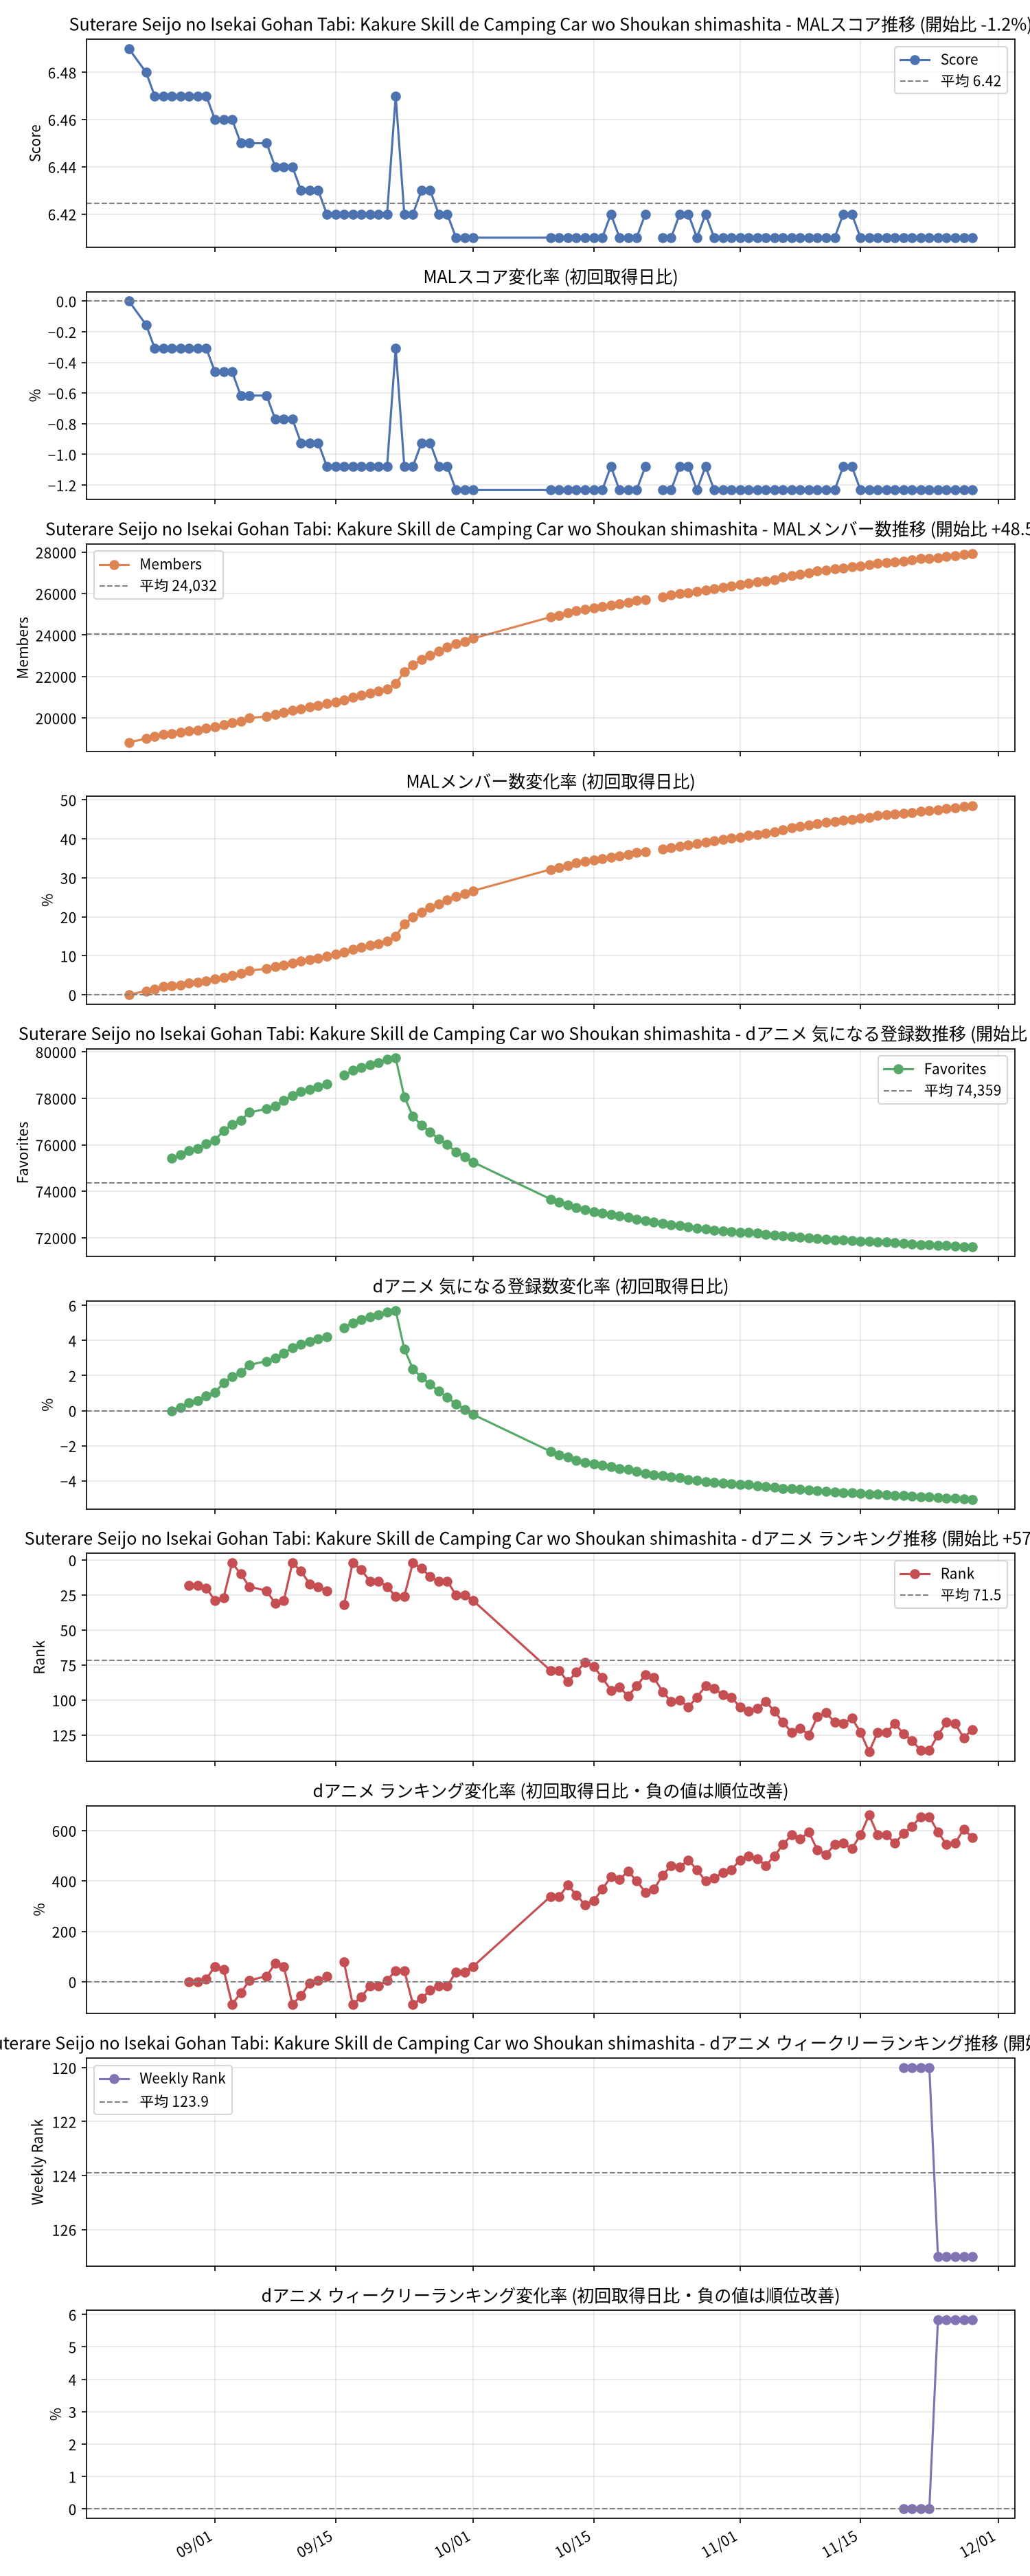 Suterare Seijo no Isekai Gohan Tabi: Kakure Skill de Camping Car wo Shoukan shimashita - MALスコア推移 (開始比 -1.2%)
Score
6.48
6.46
6.44
6.42
Score
平均 6.42
MALスコア変化率 (初回取得日比)
%
0.0
−0.2
−0.4
−0.6
−0.8
−1.0
−1.2
Suterare Seijo no Isekai Gohan Tabi: Kakure Skill de Camping Car wo Shoukan shimashita - MALメンバー数推移 (開始比 +48.5
Members
28000
26000
24000
22000
20000
Members
平均 24,032
MALメンバー数変化率 (初回取得日比)
%
50
40
30
20
10
0
Suterare Seijo no Isekai Gohan Tabi: Kakure Skill de Camping Car wo Shoukan shimashita - dアニメ 気になる登録数推移 (開始比
Favorites
80000
78000
76000
74000
72000
Favorites
平均 74,359
dアニメ 気になる登録数変化率 (初回取得日比)
%
6
4
2
0
−2
−4
Suterare Seijo no Isekai Gohan Tabi: Kakure Skill de Camping Car wo Shoukan shimashita - dアニメ ランキング推移 (開始比 +57
Rank
0
25
50
75
100
125
Rank
平均 71.5
dアニメ ランキング変化率 (初回取得日比・負の値は順位改善)
%
600
400
200
0
uterare Seijo no Isekai Gohan Tabi: Kakure Skill de Camping Car wo Shoukan shimashita - dアニメ ウィークリーランキング推移 (開
Weekly Rank
120
122
124
126
Weekly Rank
平均 123.9
dアニメ ウィークリーランキング変化率 (初回取得日比・負の値は順位改善)
%
6
5
4
3
2
1
0
09/01
09/15
10/01
10/15
11/01
11/15
12/01